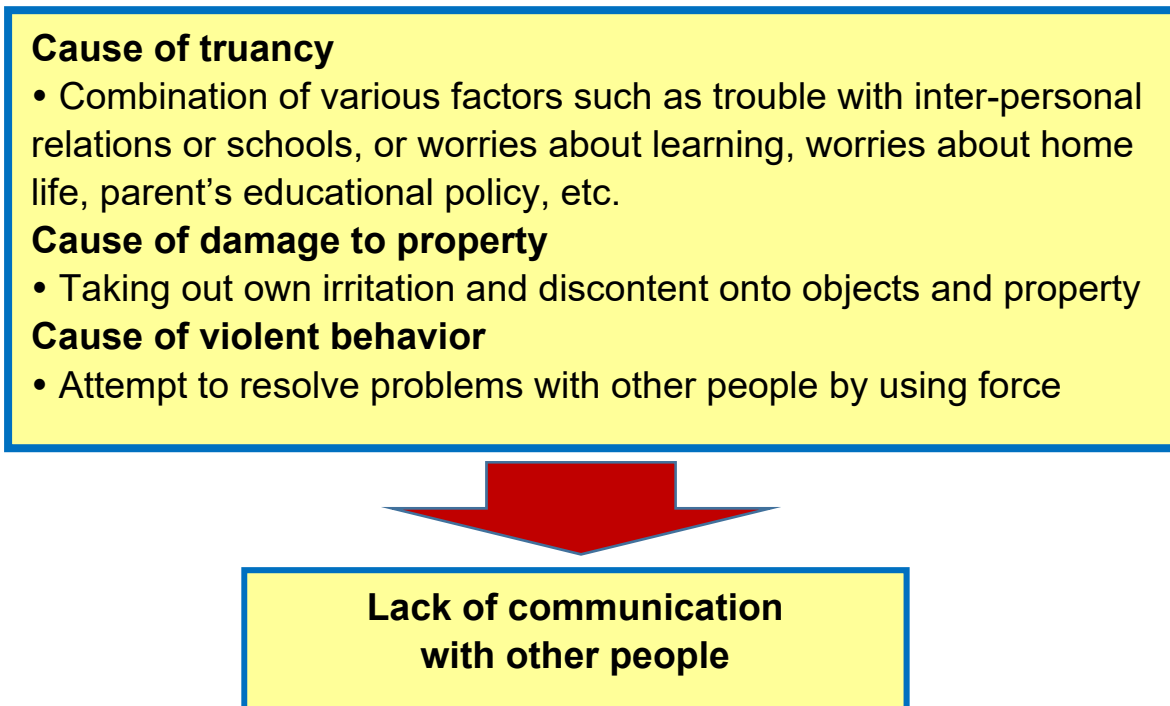 Cause of truancy
• Combination of various factors such as trouble with inter-personal
relations or schools, or worries about learning, worries about home
life, parent’s educational policy, etc.
Cause of damage to property
• Taking out own irritation and discontent onto objects and property
Cause of violent behavior
• Attempt to resolve problems with other people by using force
Lack of communication
with other people